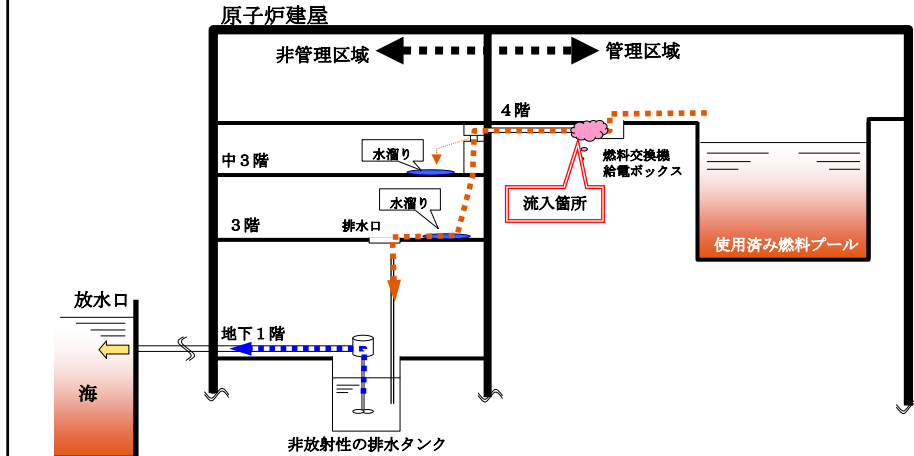 原子炉建屋
非管理区域
管理区域
4階
水溜り
中3階
燃料交換機
給電ボックス
水溜り
流入箇所
3階
排水口
使用済み燃料プール
放水口
地下1階
海
非放射性の排水タンク